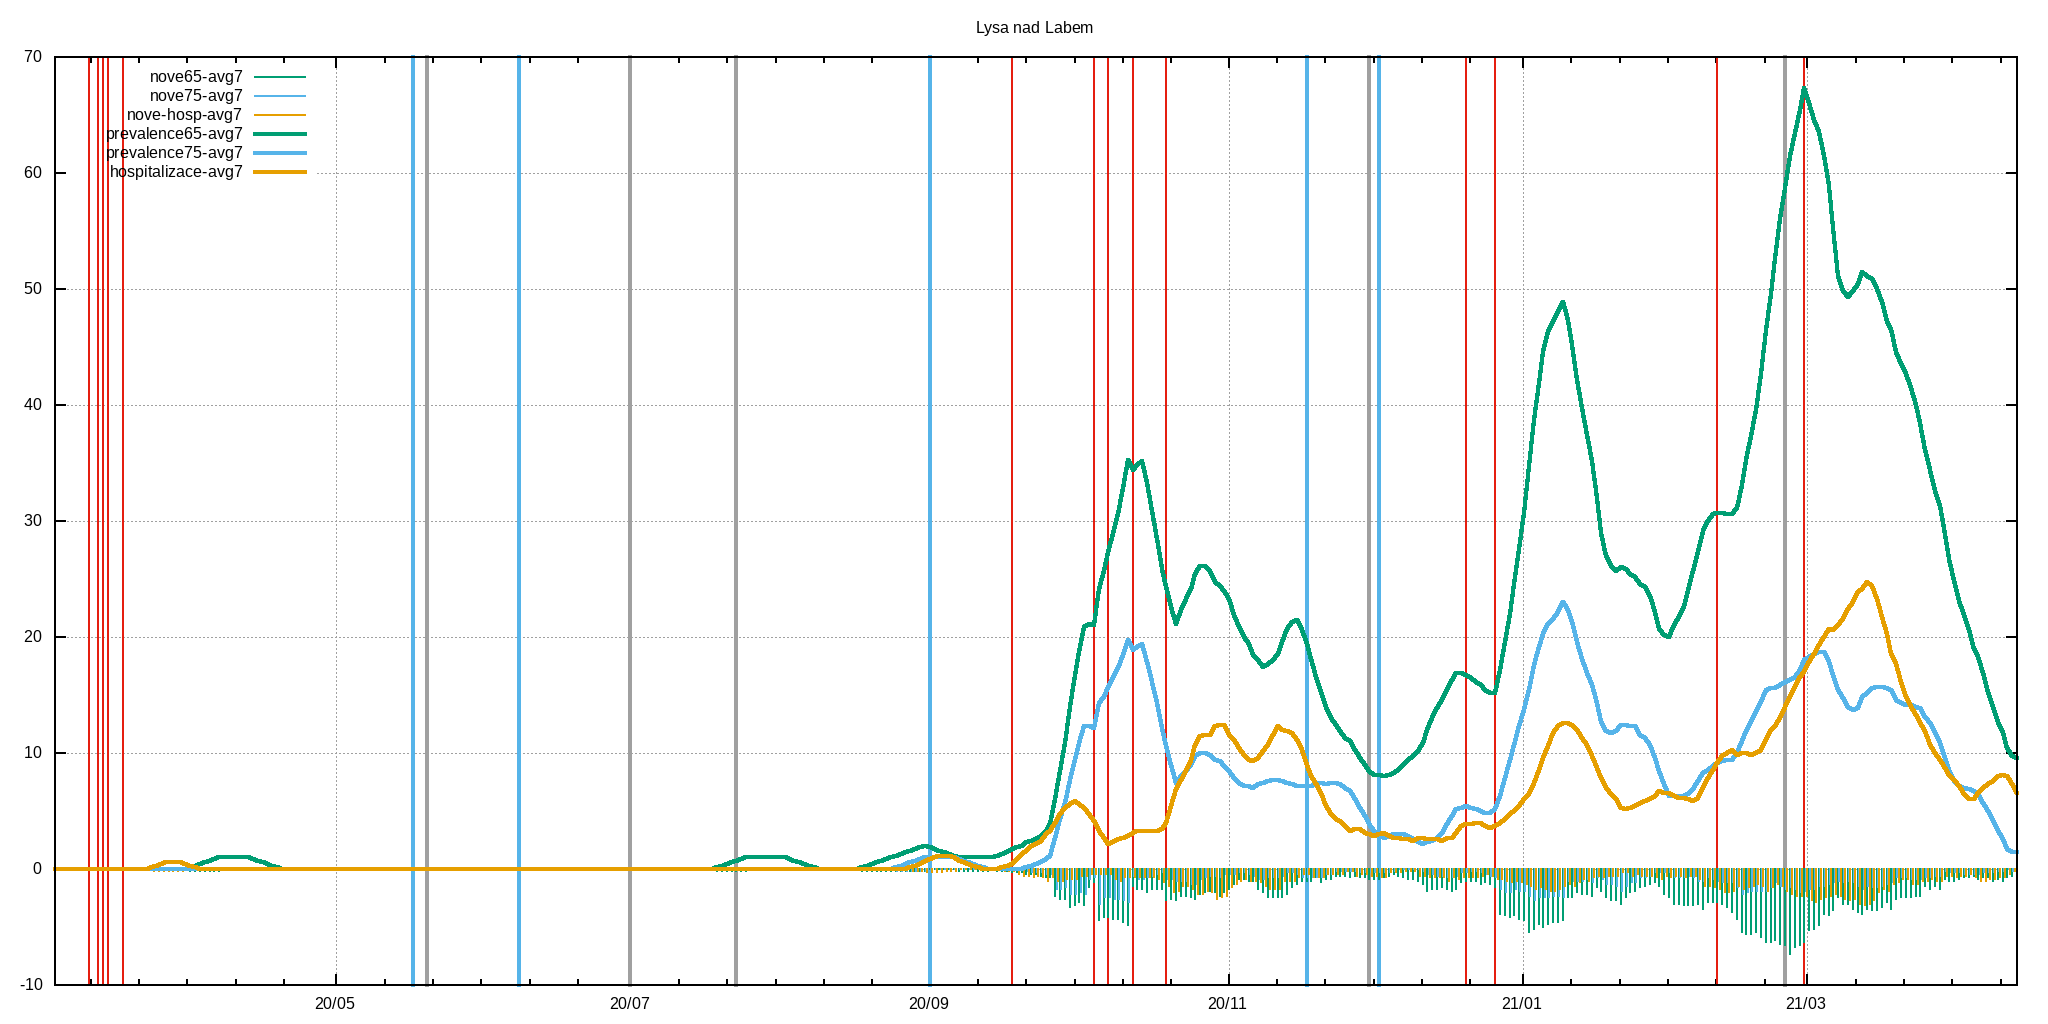 Lysa nad Labem
70
60
50
40
30
20
10
0
-10
nove65-avg7
nove75-avg7
nove-hosp-avg7
prevalence65-avg7
prevalence75-avg7
hospitalizace-avg7
20/05
20/07
20/09
20/11
21/01
21/03